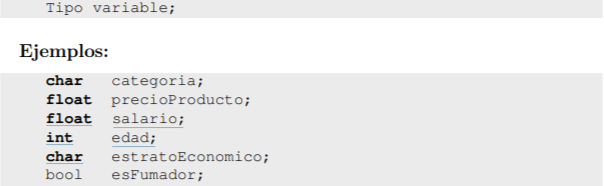 Tipo variable;
Ejemplos:
char categoria;
float precioProducto;
float salario;
int edad;
char estratoEconomico;
bool esFumador;